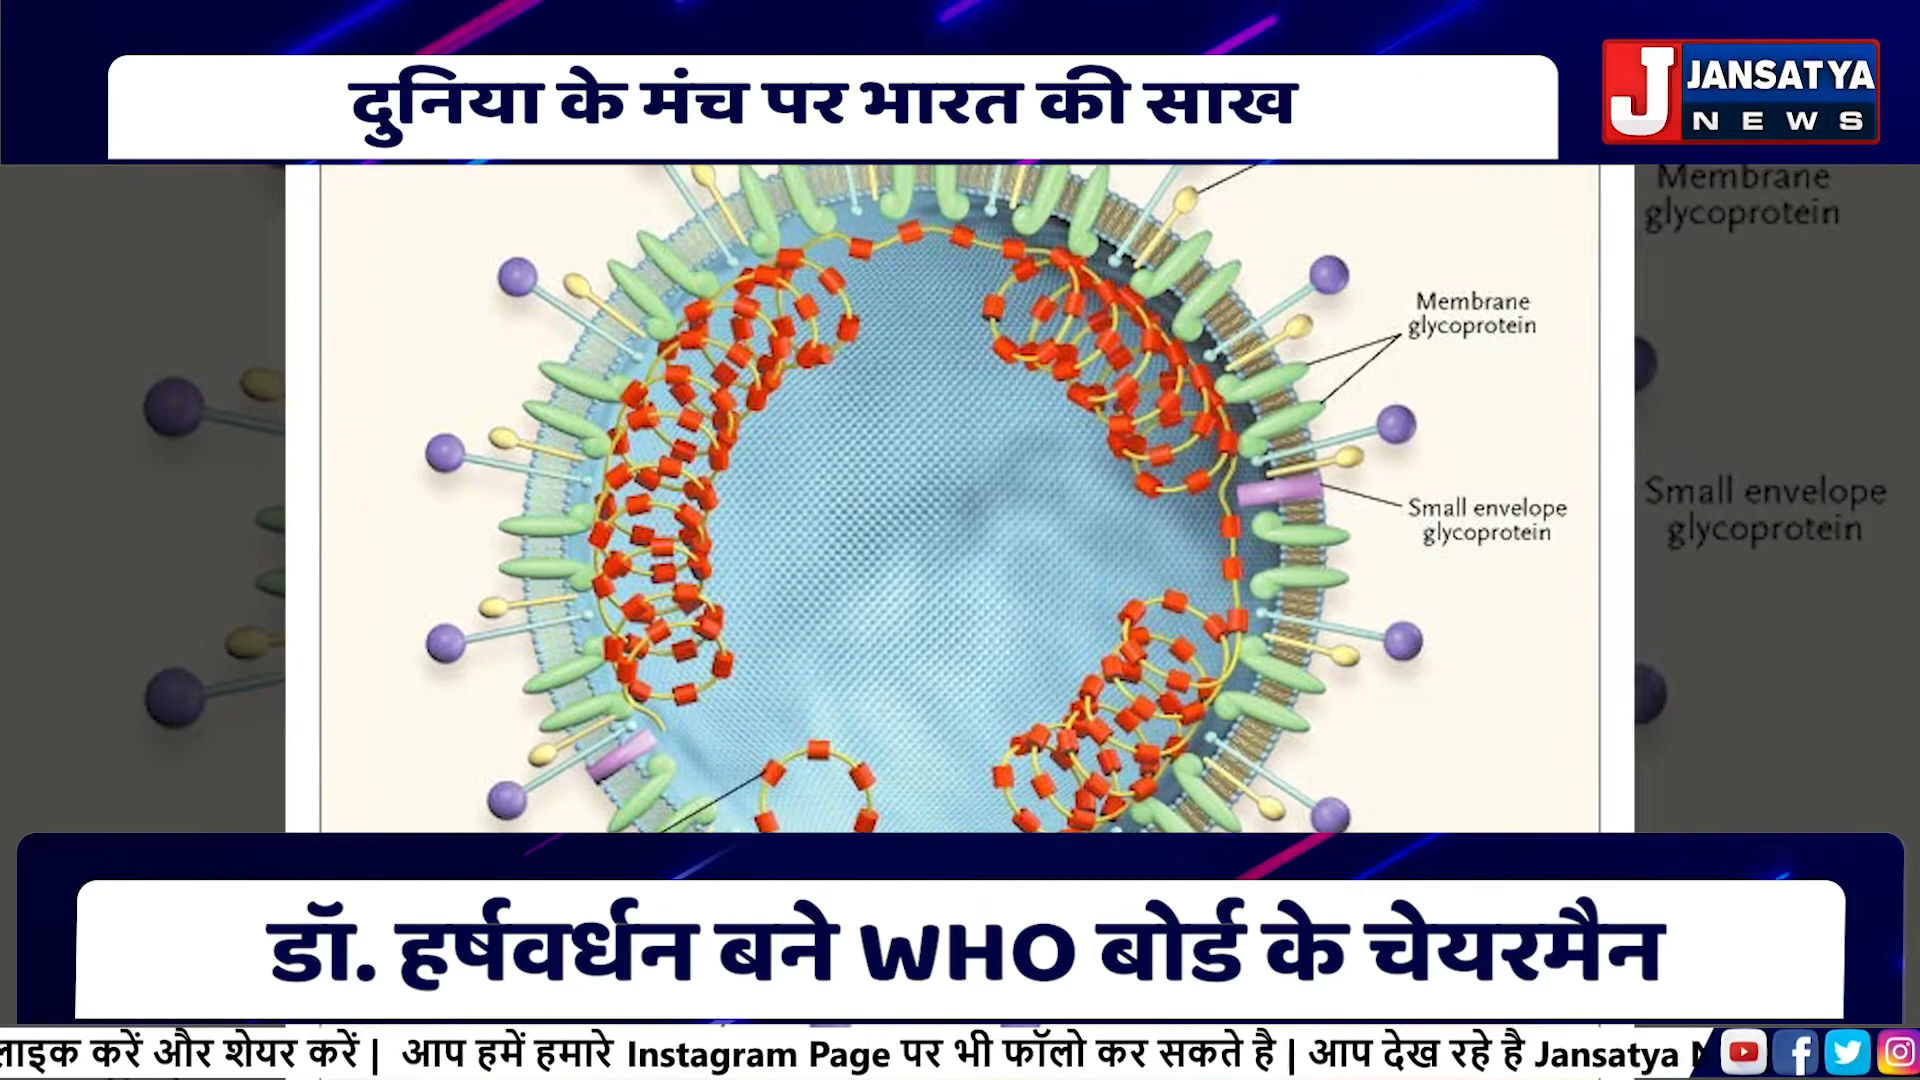 दुनिया के मंच पर भारत की साख
JANSATYA
NEWS
Membrane
glycoprotein
Membrane
glycoprotein
Small envelope
glycoprotein
Small envelope
glycoprotein
डॉ. हर्षवर्धन बने WHO बोर्ड के चेयरमैन
लाइक करें और शेयर करें | आप हमें हमारे Instagram Page पर भी फॉलो कर सकते है | आप देख रहे है Jansatya